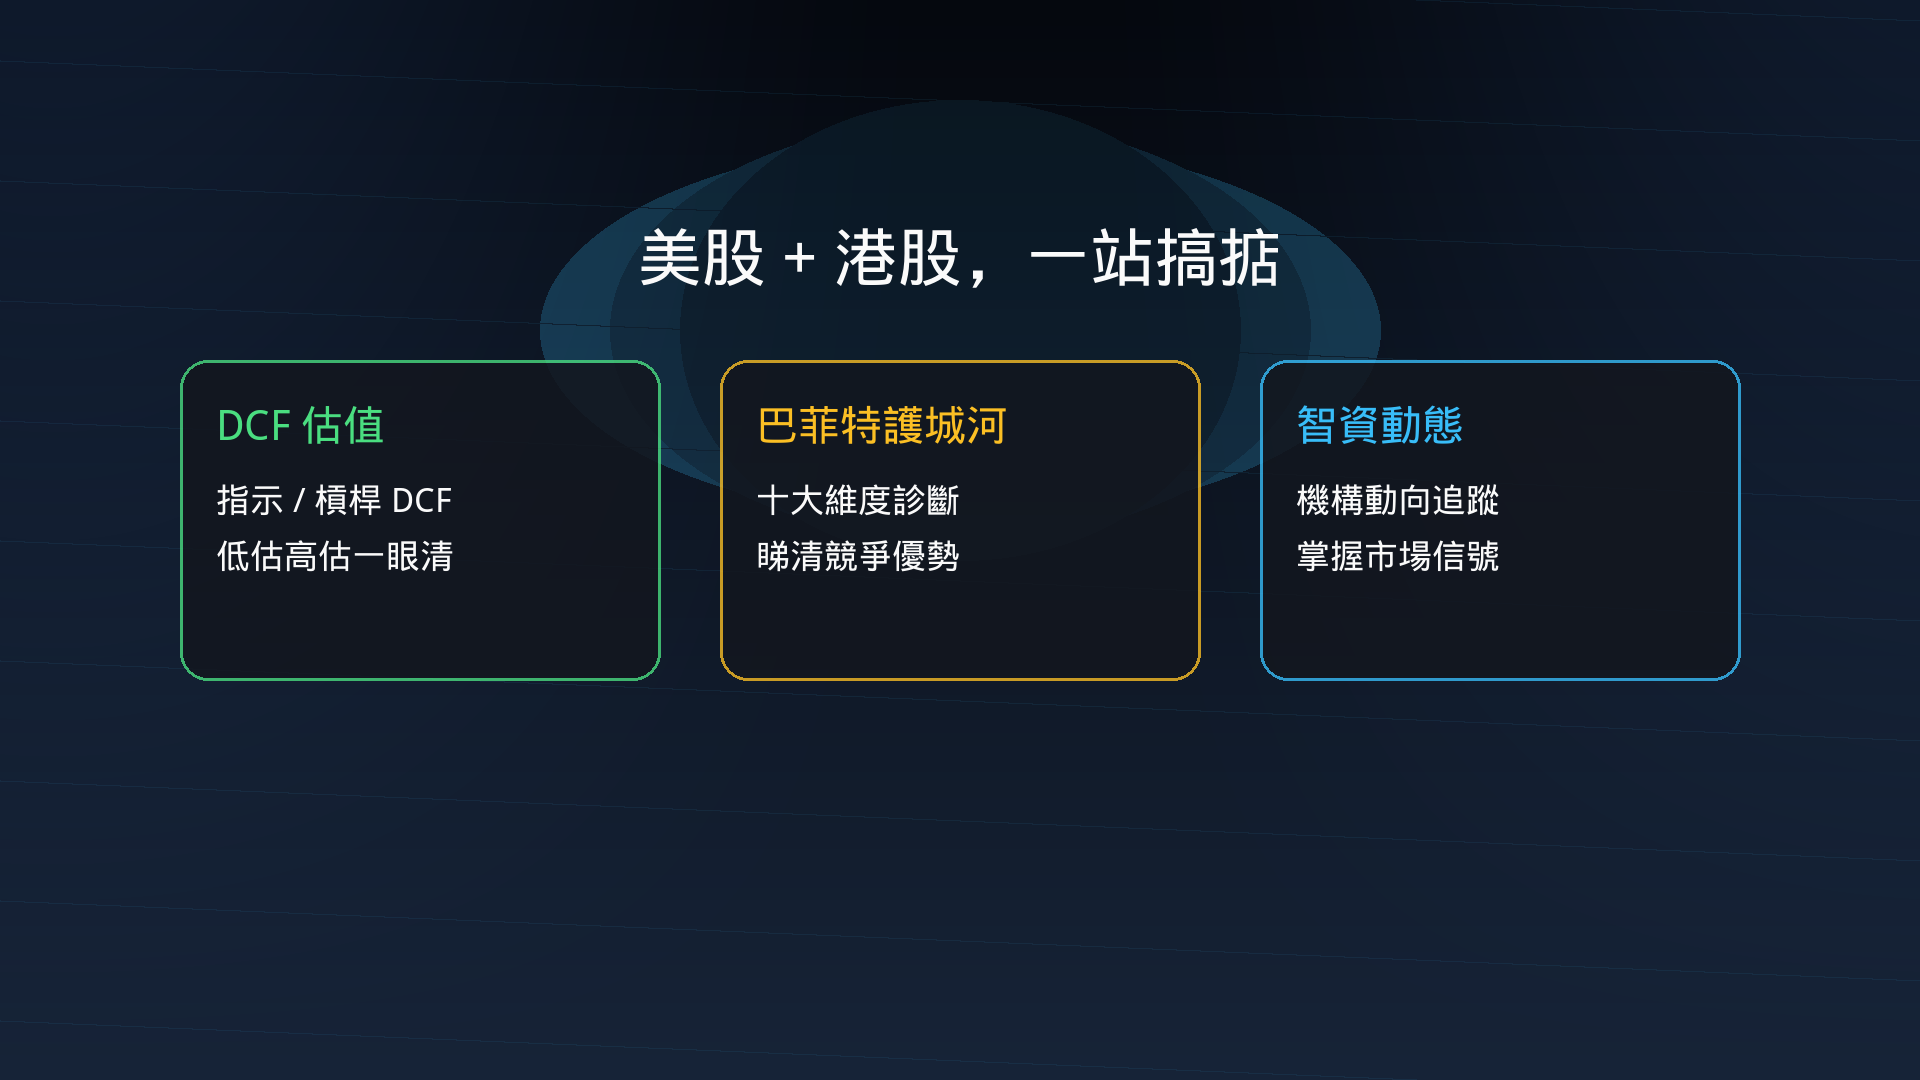 美股 + 港股，一站搞掂
DCF 估值
指示 / 槓桿 DCF
低估高估一眼清
巴菲特護城河
十大維度診斷
睇清競爭優勢
智資動態
機構動向追蹤
掌握市場信號